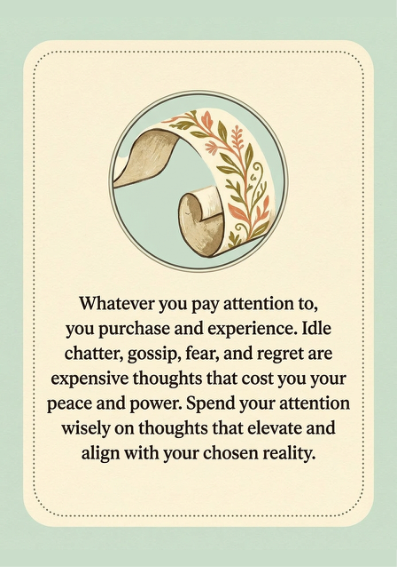 Whatever you pay attention to,
you purchase and experience. Idle
chatter, gossip, fear, and regret are
expensive thoughts that cost you your
peace and power. Spend your attention
wisely on thoughts that elevate and
align with your chosen reality.